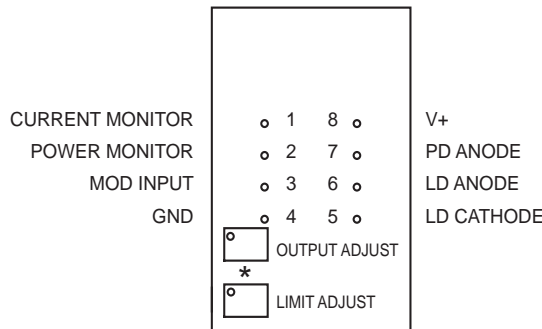 CURRENT MONITOR 1 8 V+
POWER MONITOR 2 7 PD ANODE
MOD INPUT 3 6 LD ANODE
GND 4 5 LD CATHODE
OUTPUT ADJUST
*
LIMIT ADJUST